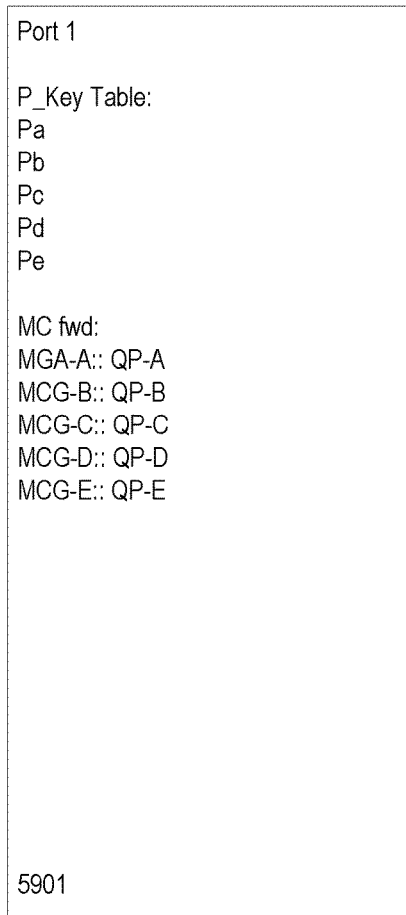 Port 1
P_Key Table:
Pa
Pb
Pc
Pd
Pe
MC fwd:
MGA-A:: QP-A
MCG-B:: QP-B
MCG-C:: QP-C
MCG-D:: QP-D
MCG-E:: QP-E
5901